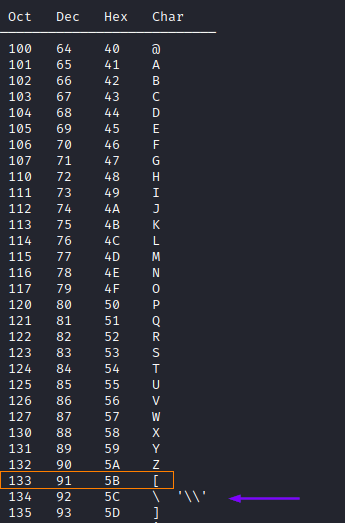 Oct Dec Hex Char
100 64 40 @
101 65 41 A
102 66 42 B
103 67 43 C
104 68 44 D
105 69 45 E
106 70 46 F
107 71 47 G
110 72 48 H
111 73 49 I
112 74 4A J
113 75 4B K
114 76 4C L
115 77 4D M
116 78 4E N
117 79 4F O
120 80 50 P
121 81 51 Q
122 82 52 R
123 83 53 S
124 84 54 T
125 85 55 U
126 86 56 V
127 87 57 W
130 88 58 X
131 89 59 Y
132 90 5A Z
133 91 5B [
134 92 5C \ '\\'
135 93 5D ]